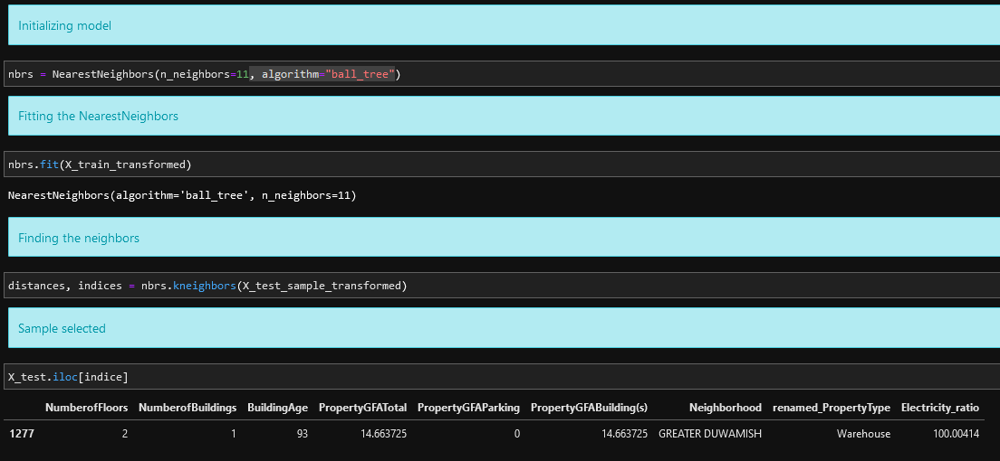 Initializing model
nbrs = NearestNeighbors(n_neighbors=11, algorithm="ball_tree")
Fitting the NearestNeighbors
nbrs.fit(X_train_transformed)
NearestNeighbors(algorithm='ball_tree', n_neighbors=11)
Finding the neighbors
distances, indices = nbrs.kneighbors(X_test_sample_transformed)
Sample selected
X_test.iloc[indice]
NumberofFloors NumberofBuildings BuildingAge PropertyGFATotal PropertyGFAParking PropertyGFABuilding(s) Neighborhood renamed_PropertyType Electricity_ratio
1277 2 1 93 14.663725 0 14.663725 GREATER DUWAMISH Warehouse 100.00414